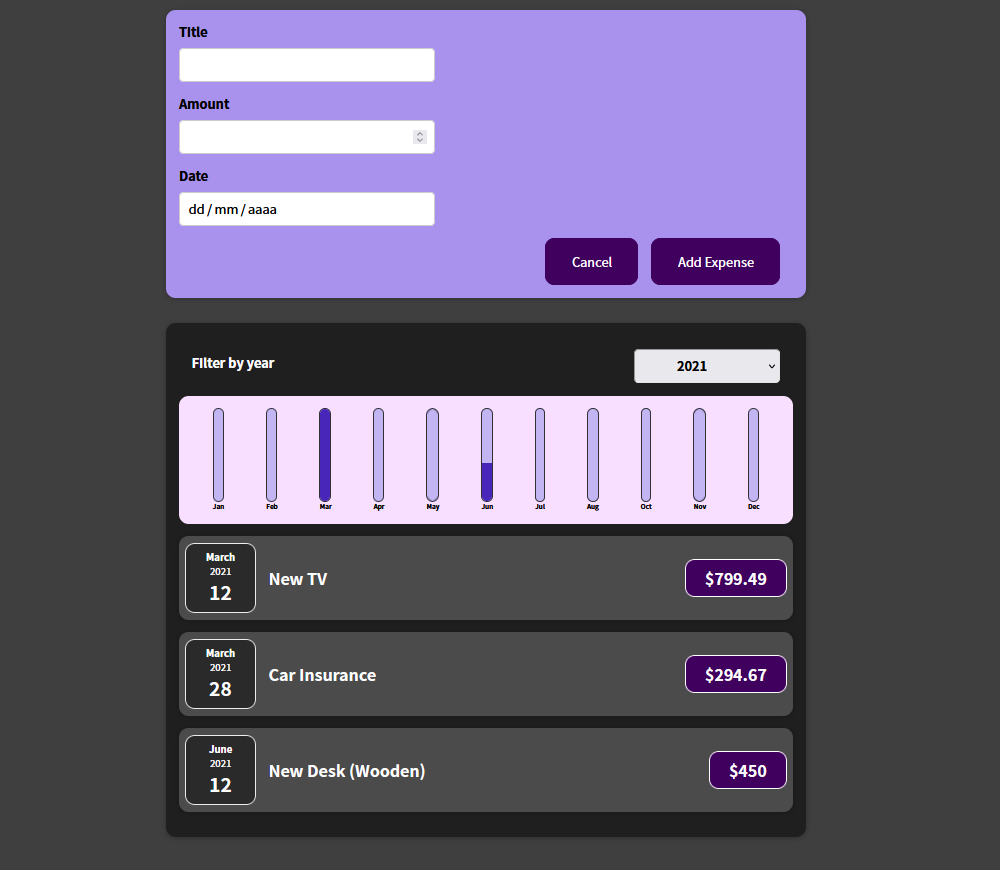 Title
Amount
Date
dd / mm / aaaa
Cancel Add Expense
Filter by year 2021
Jan Feb Mar Apr May Jun Jul Aug Oct Nov Dec
March
2021
12
New TV
$799.49
March
2021
28
Car Insurance
$294.67
June
2021
12
New Desk (Wooden)
$450